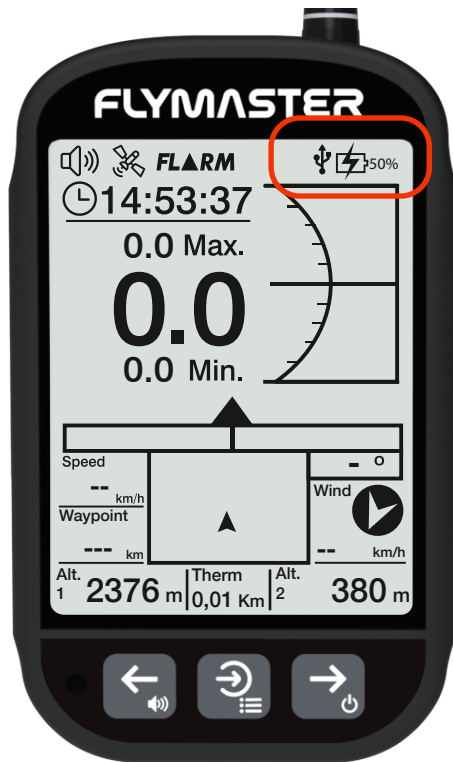 FLYMASTER
FLARM 50%
14:53:37
0.0 Max.
0.0
0.0 Min.
Speed
-- km/h
- o
Waypoint
Wind
--- km
-- km/h
Alt. 1 2376 m
Therm 0,01 Km
Alt. 2 380 m